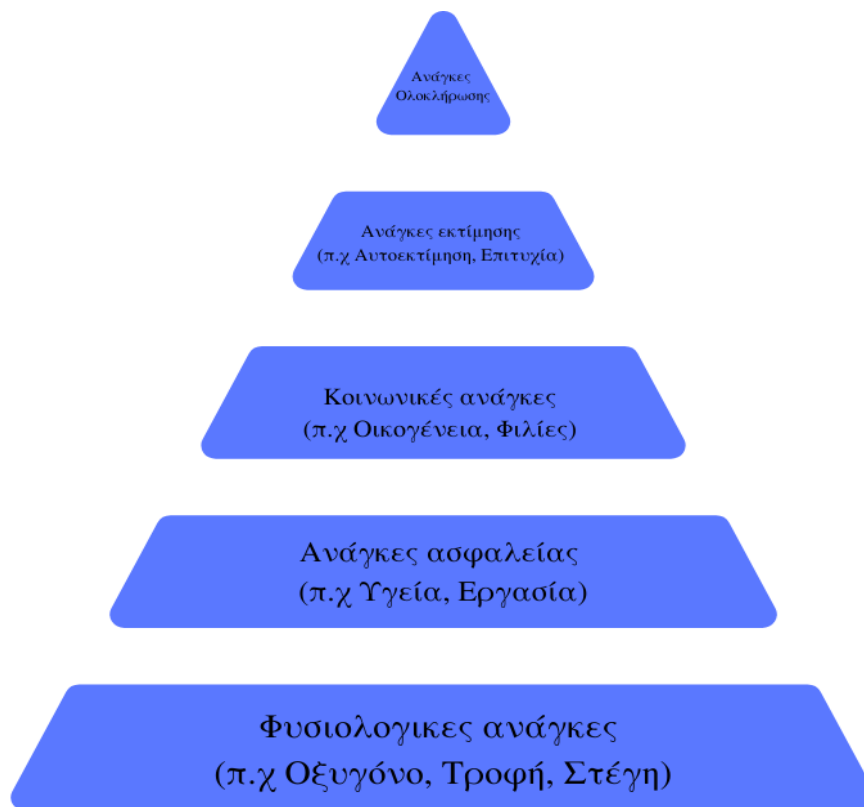 Ανάγκες
Ολοκλήρωσης
Ανάγκες εκτίμησης
(π.χ Αυτοεκτίμηση, Επιτυχία)
Κοινωνικές ανάγκες
(π.χ Οικογένεια, Φιλίες)
Ανάγκες ασφαλείας
(π.χ Υγεία, Εργασία)
Φυσιολογικες ανάγκες
(π.χ Οξυγόνο, Τροφή, Στέγη)